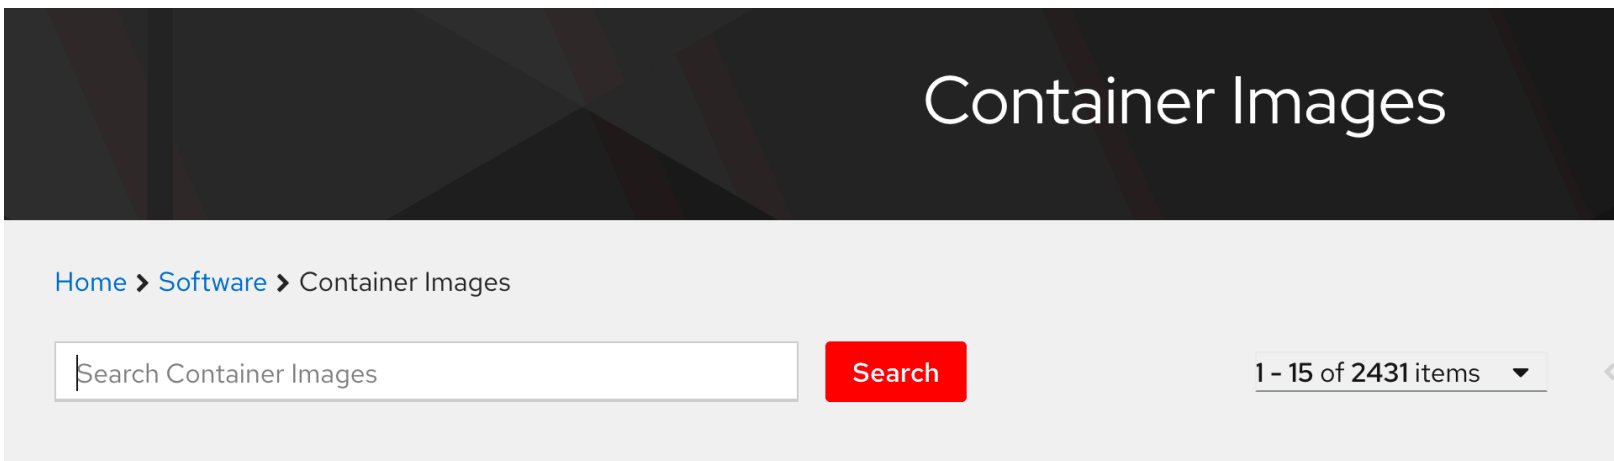 Container Images
Home > Software > Container Images
Search Container Images
Search
1 - 15 of 2431 items